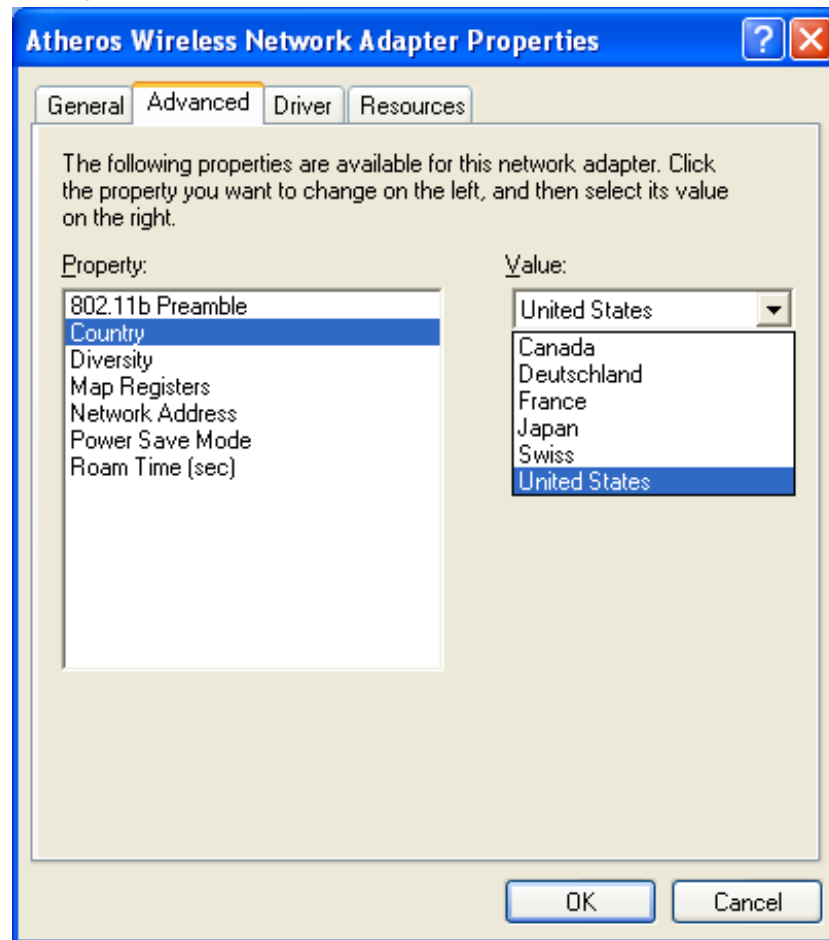 Atheros Wireless Network Adapter Properties
General Advanced Driver Resources
The following properties are available for this network adapter. Click
the property you want to change on the left, and then select its value
on the right.
Property:
802.11b Preamble
Country
Diversity
Map Registers
Network Address
Power Save Mode
Roam Time (sec)
Value:
United States
Canada
Deutschland
France
Japan
Swiss
United States
OK Cancel